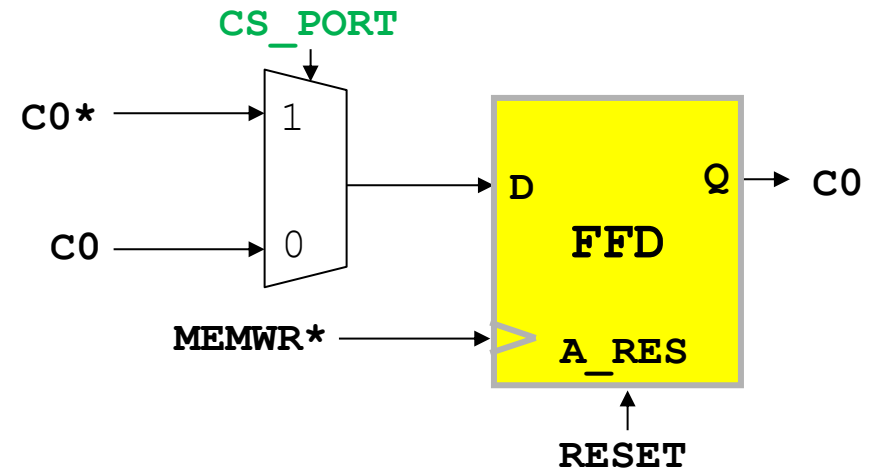 CS_PORT
C0*
1
D
Q
C0
C0
0
FFD
MEMWR*
A_RES
RESET